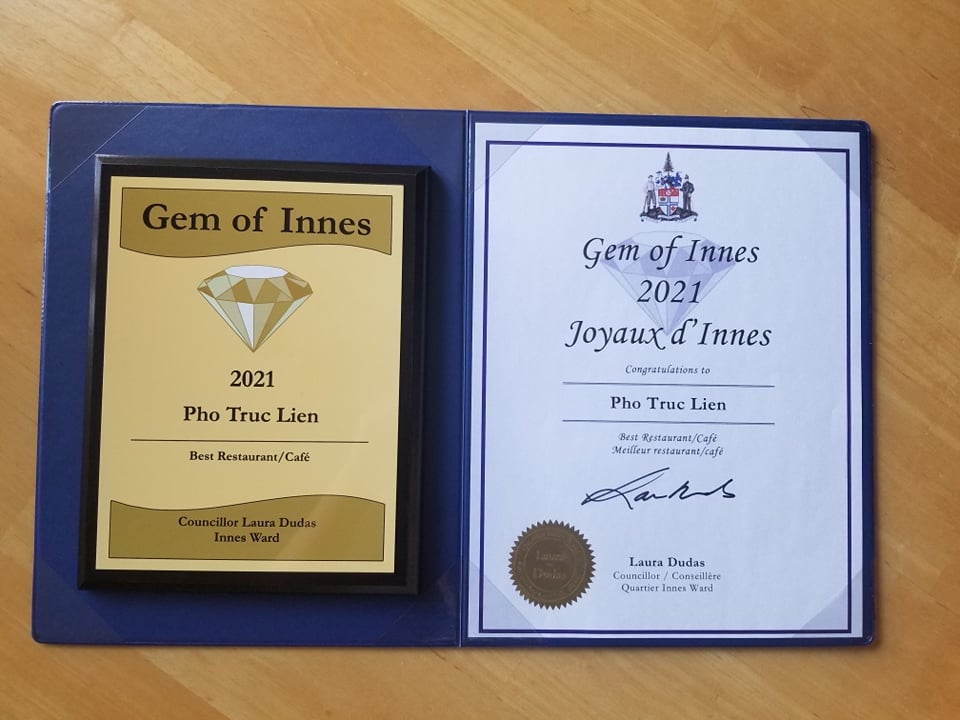 Gem of Innes
2021
Pho Truc Lien
Best Restaurant/Café
Councillor Laura Dudas
Innes Ward
Gem of Innes
2021
Joyaux d'Innes
Congratulations to
Pho Truc Lien
Best Restaurant/Café
Meilleur restaurant/café
Laura
Dudas
Laura Dudas
Councillor / Conseillère
Quartier Innes Ward